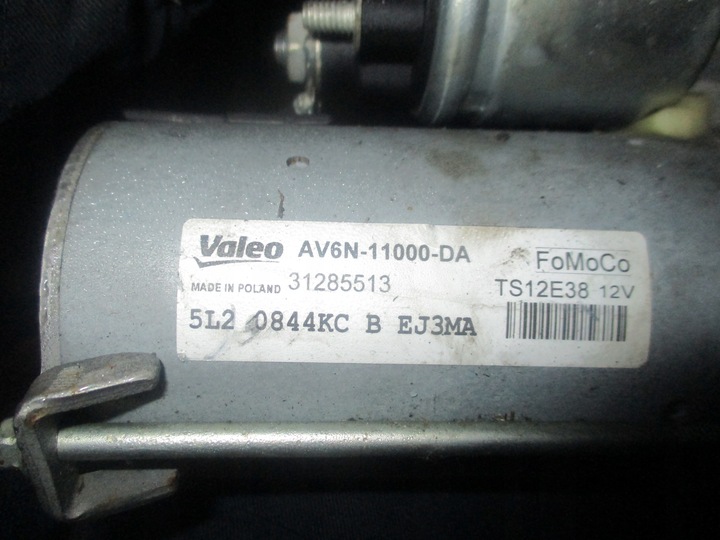 Valeo AV6N-11000-DA FoMoCo
MADE IN POLAND 31285513 TS12E38 12V
5L2 0844KC B EJ3MA